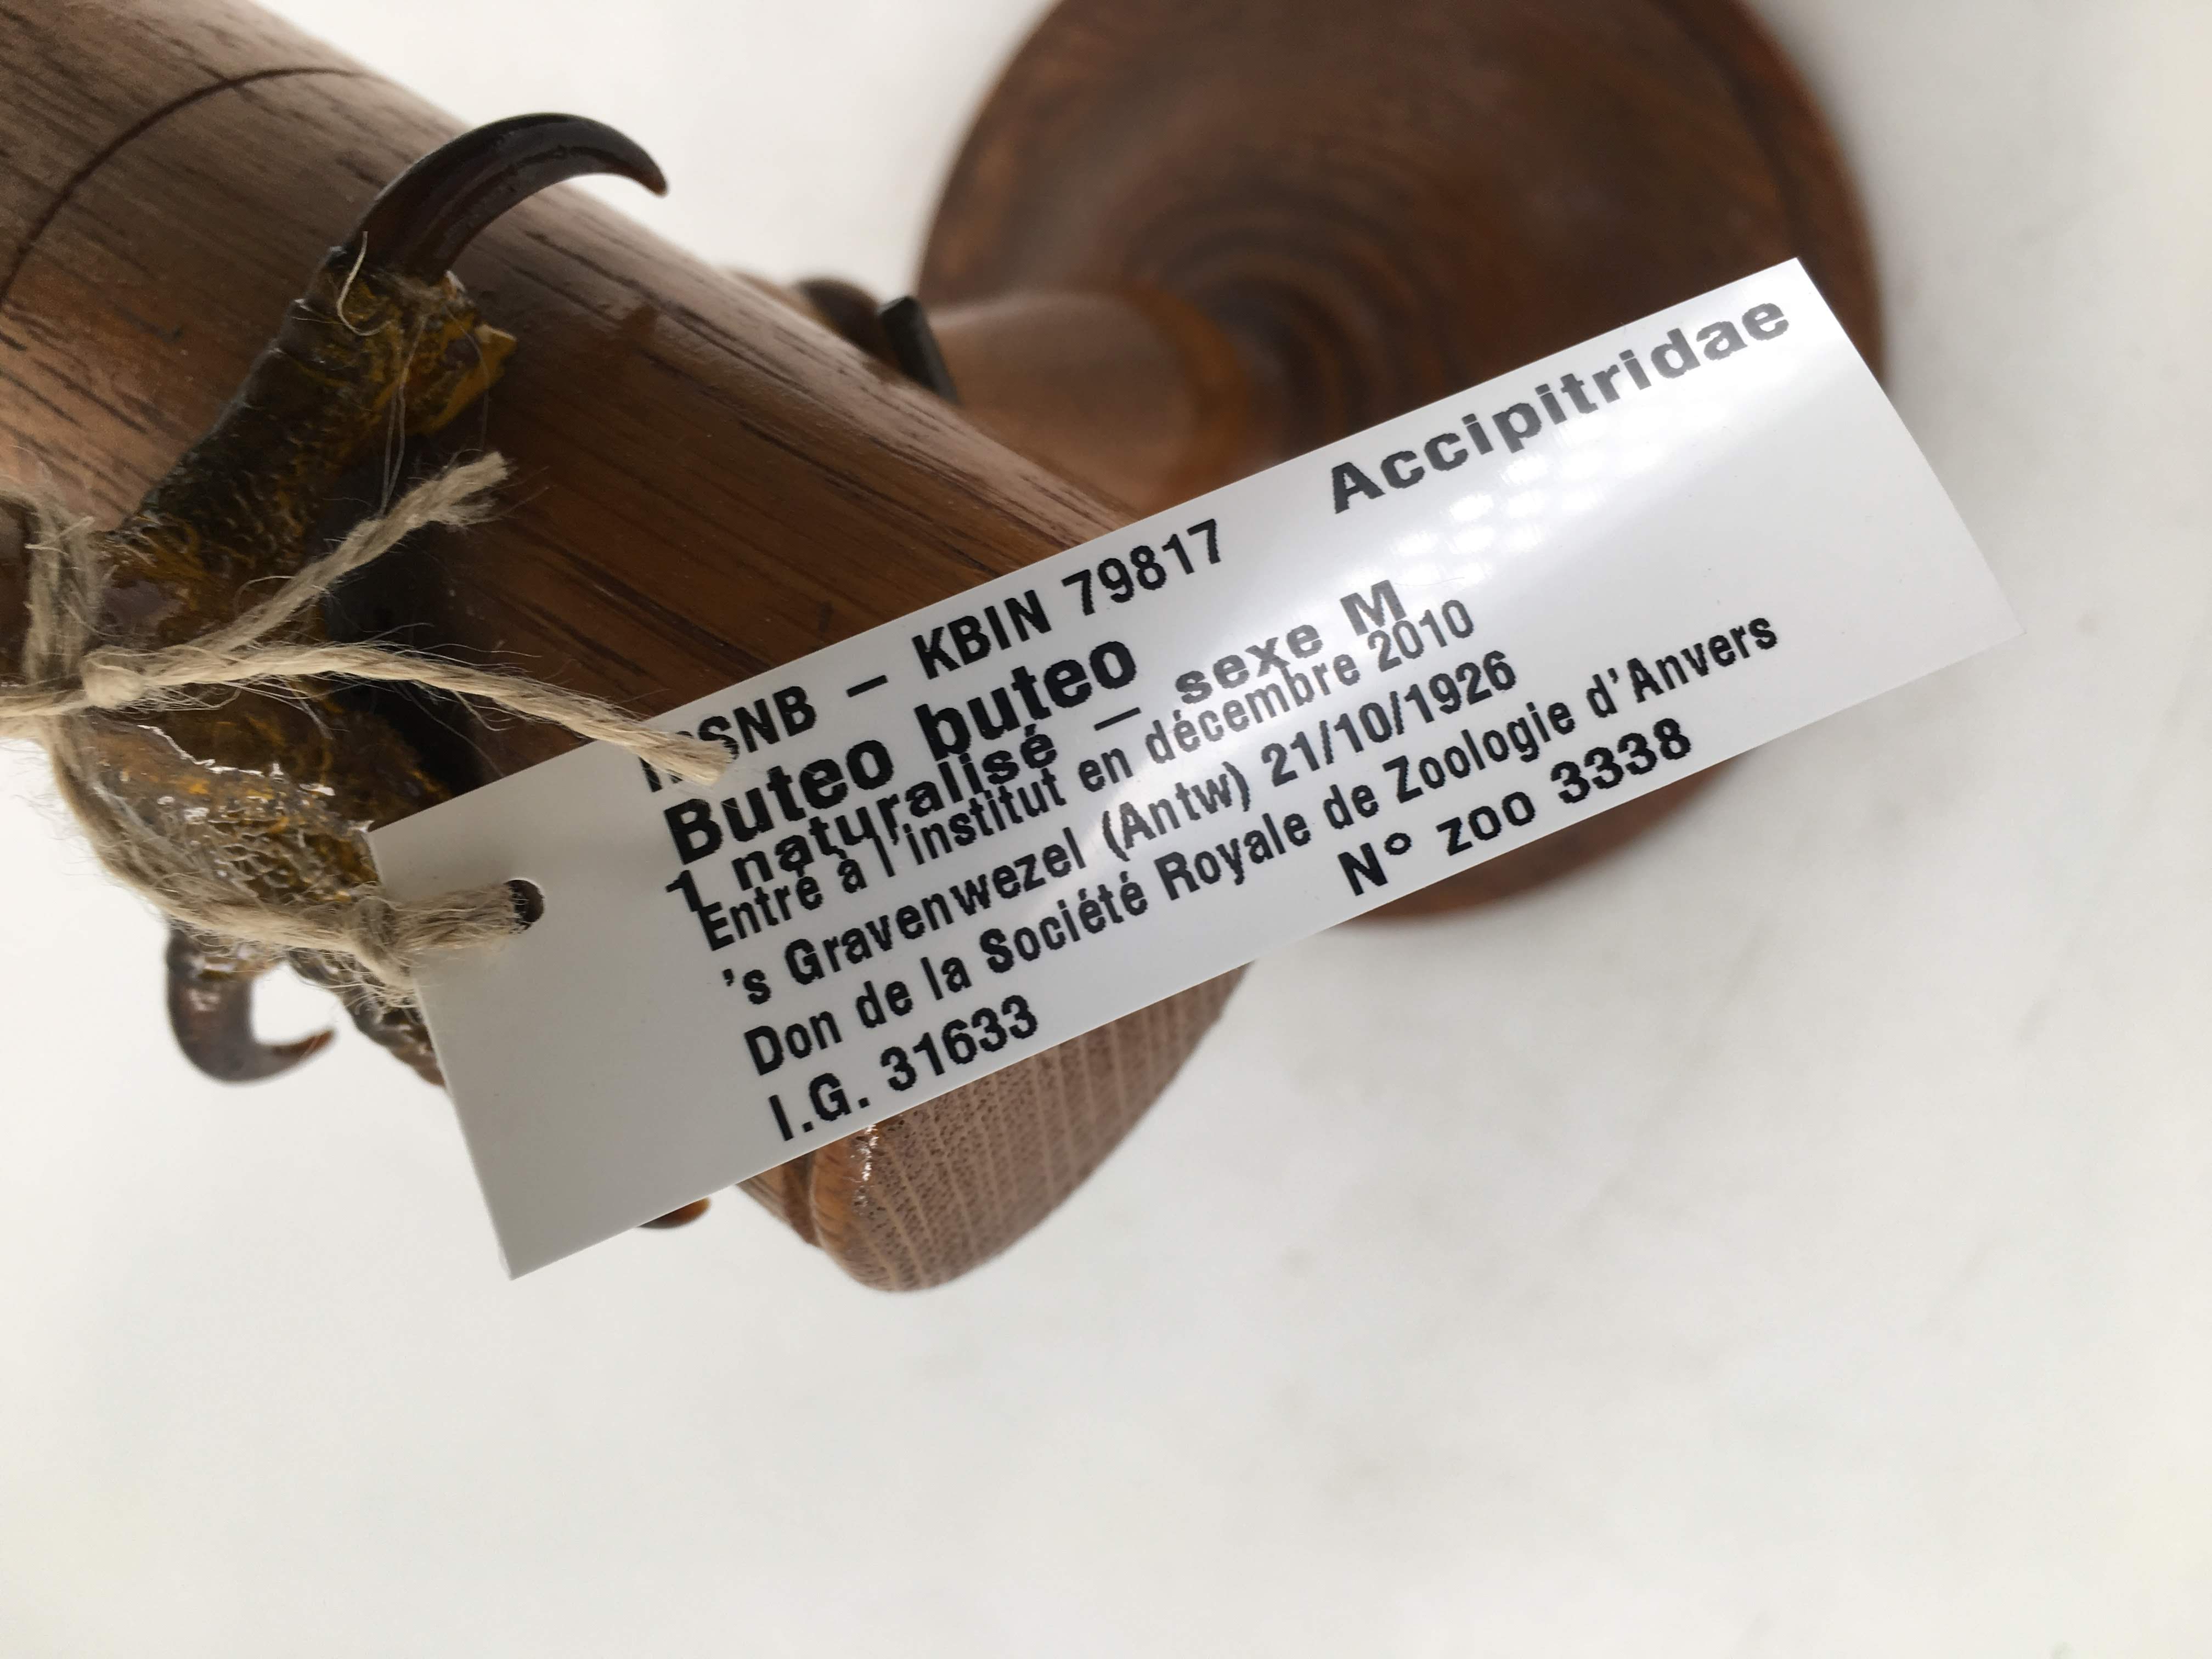 KBIN 79817 Accipitridae
Buteo buteo
1 naturalisé – sexe M
Entré à l'institut en décembre 2010
's Gravenwezel (Antw) 21/10/1926
Don de la Société Royale de Zoologie d'Anvers
I.G. 31633 N° zoo 3338